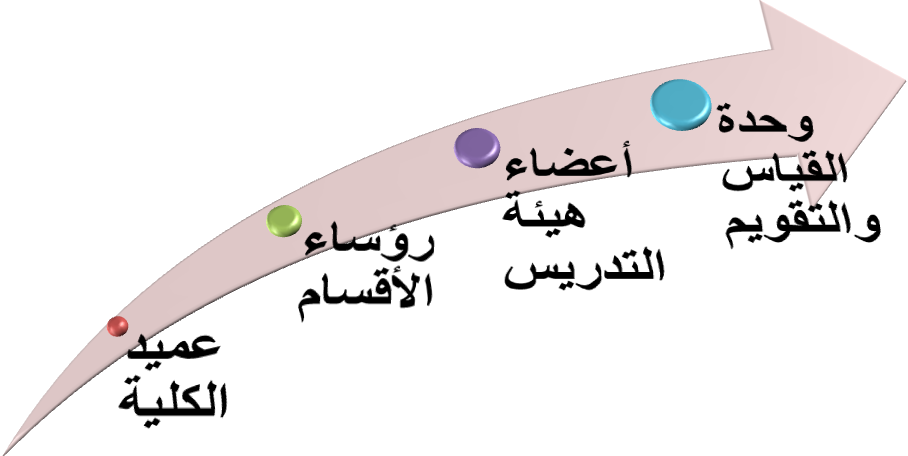 عميد
الكلية
رؤساء
الأقسام
أعضاء
هيئة
التدريس
وحدة
القياس
والتقويم